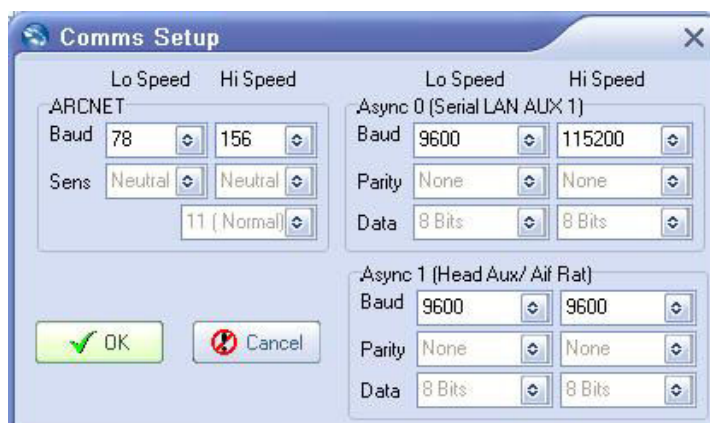 Comms Setup
Lo Speed Hi Speed
ARCNET
Baud 78 156
Sens Neutral Neutral
11 ( Normal)
OK
Cancel
Lo Speed Hi Speed
Async 0 (Serial LAN AUX 1)
Baud 9600 115200
Parity None None
Data 8 Bits 8 Bits
Async 1 (Head Aux/ Aif Rat)
Baud 9600 9600
Parity None None
Data 8 Bits 8 Bits